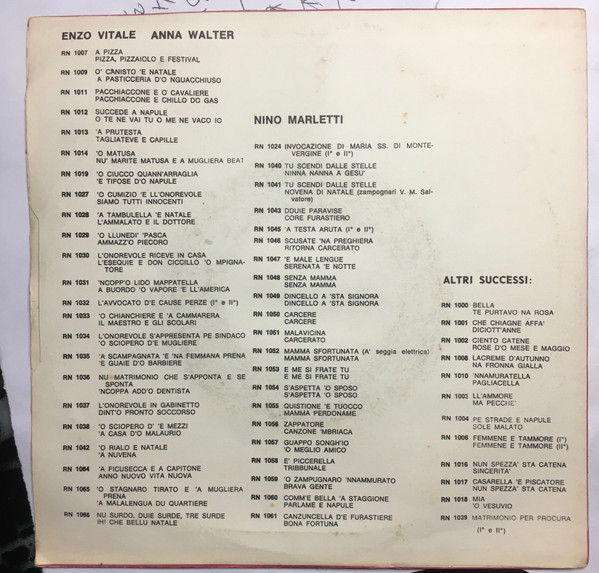 ENZO VITALE ANNA WALTER
RN 1007 A PIZZA
PIZZA, PIZZAIOLO E FESTIVAL
RN 1009 O' CANISTO 'E NATALE
A PASTICCERIA D'O NGUACCHIUSO
RN 1011 PACCHIACCONE E O' CAVALIERE
PACCHIACCONE E CHILLO DO GAS
RN 1012 SUCCEDE A NAPULE
O TE NE VAI TU O ME NE VACO IO
RN 1013 'A PRUTESTA
TAGLIATEVE E CAPILLE
RN 1014 'O MATUSA
NU' MARITE MATUSA E A MUGLIERA BEAT
RN 1019 'O CIUCCO QUANN'ARRAGLIA
'E TIFOSE D'O NAPULE
RN 1027 'O CUMIZIO 'E LL'ONOREVOLE
SIAMO TUTTI INNOCENTI
RN 1028 'A TAMBULELLA 'E NATALE
L'AMMALATO E IL DOTTORE
RN 1029 'O LLUNEDI' 'PASCA
AMMAZZ'O PIECORO
RN 1030 L'ONOREVOLE RICEVE IN CASA
L'ESEQUIE E DON CICCILLO 'O MPIGNA-
TORE
RN 1031 'NCOPP'O LIDO MAPPATELLA
A BUORDO 'O VAPORE 'E LL'AMERICA
RN 1032 L'AVVOCATO D'E CAUSE PERZE (I° e II°)
RN 1033 'O CHIANCHIERE E 'A CAMMARERA
IL MAESTRO E GLI SCOLARI
RN 1034 L'ONOREVOLE S'APPRESENTA PE SINDACO
'O SCIOPERO D'E MUGLIERE
RN 1035 'A SCAMPAGNATA E 'NA FEMMANA PRENA
'E GUAIE D'O BARBIERE
RN 1036 NU MATRIMONIO CHE S'APPONTA E SE
SPONTA
'NCOPPA ADD'O DENTISTA
RN 1037 L'ONOREVOLE IN GABINETTO
DINT'O PRONTO SOCCORSO
RN 1038 'O SCIOPERO D' 'E MEZZI
'A CASA D'O MALAURIO
RN 1042 'O RIALO E NATALE
'A NUVENA
RN 1064 'A FICUSECCA E A CAPITONE
ANNO NUOVO VITA NUOVA
RN 1065 'O STAGNARO TIRATO E 'A MUGLIERA
PRENA
'A MALALENGUA DU QUARTIERE
RN 1066 NU SURDO, DUIE SURDE, TRE SURDE
IH! CHE BELLU NATALE
NINO MARLETTI
RN 1024 INVOCAZIONE DI MARIA SS. DI MONTE-
VERGINE (I° e II°)
RN 1040 TU SCENDI DALLE STELLE
NINNA NANNA A GESU'
RN 1041 TU SCENDI DALLE STELLE
NOVENA DI NATALE (zampognari V. M. Sal-
vatore)
RN 1043 DDUIE PARAVISE
CORE FURASTIERO
RN 1045 'A TESTA ARUTA (I° e II°)
RN 1046 SCUSATE 'NA PREGHIERA
RITORNA CARCERATO
RN 1047 'E MALE LENGUE
SERENATA 'E NOTTE
RN 1048 SENZA MAMMA
SENZA MAMMA
RN 1049 DINCELLO A 'STA SIGNORA
DINCELLO A 'STA SIGNORA
RN 1050 CARCERE
CARCERE
RN 1051 MALAVICINA
CARCERATO
RN 1052 MAMMA SFORTUNATA (A' seggia elettrica)
MAMMA SFORTUNATA
RN 1053 E ME SI FRATE TU
E ME SI FRATE TU
RN 1054 S'ASPETTA 'O SPOSO
S'ASPETTA 'O SPOSO
RN 1055 QUISTIONE 'E TUOCCO
MAMMA PERDONAME
RN 1056 ZAPPATORE
CANZONE 'MBRIACA
RN 1057 GUAPPO SONGH'IO
'O MEGLIO AMICO
RN 1058 E' PICCERELLA
TRIBBUNALE
RN 1059 'O ZAMPUGNARO 'NNAMMURATO
BRAVA GENTE
RN 1060 COMM'E BELLA 'A STAGGIONE
PARLAME E NAPULE
RN 1061 CANZUNCELLA D'E FURASTIERE
BONA FORTUNA
ALTRI SUCCESSI:
RN 1000 BELLA
TE PURTAVO NA ROSA
RN 1001 CHE CHIAGNE AFFA'
DICIOTT'ANNE
RN 1002 CIENTO CATENE
ROSE D'O MESE E MAGGIO
RN 1008 LACREME D'AUTUNNO
NA FRONNA GIALLA
RN 1010 'NNAMURATELLA
PAGLIACELLA
RN 1003 LL'AMMORE
MA PECCHE'
RN 1004 PE STRADE E NAPULE
SOLE MALATO
RN 1006 FEMMENE E TAMMORE (I°)
FEMMENE E TAMMORE (II°)
RN 1016 NUN SPEZZA' STA CATENA
SINCERITA'
RN 1017 CASARELLA 'E PISCATORE
NUN SPEZZA' STA CATENA
RN 1018 MIA
'O VESUVIO
RN 1039 MATRIMONIO PER PROCURA
(I° e II°)